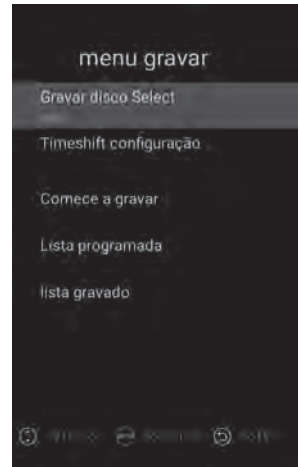 menu gravar
Gravar disco Select
Timeshift configuração
Comece a gravar
Lista programada
lista gravado